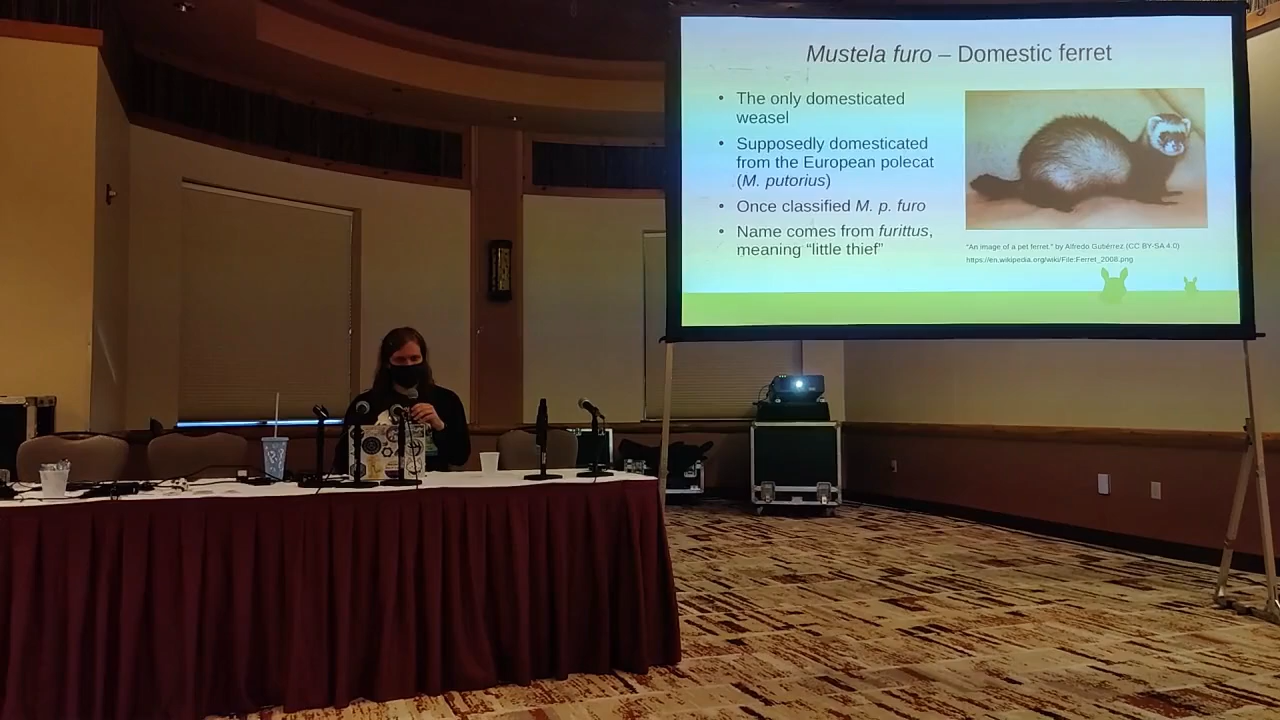 Mustela furo – Domestic ferret
• The only domesticated
weasel
• Supposedly domesticated
from the European polecat
(M. putorius)
• Once classified M. p. furo
• Name comes from furittus,
meaning “little thief”
"An image of a pet ferret." by Alfredo Gutiérrez (CC BY-SA 4.0)
https://en.wikipedia.org/wiki/File:Ferret_2008.png